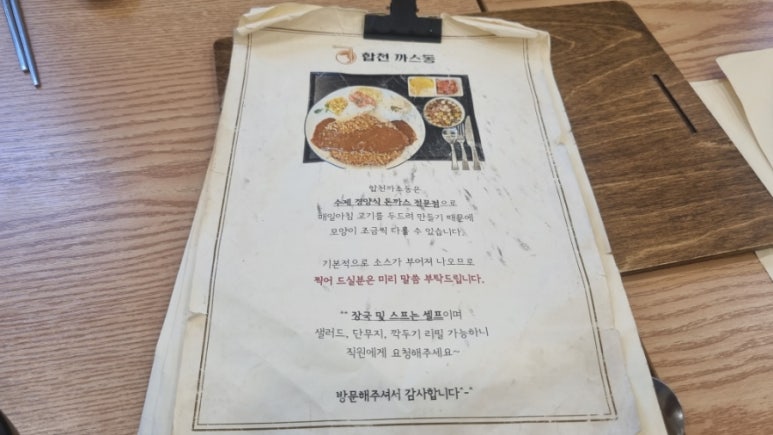 합천 까스동
합천까스동은
수제 경양식 돈까스 전문점으로
매일아침 고기를 두드려 만들기 때문에
모양이 조금씩 다를 수 있습니다.
기본적으로 소스가 부어져 나오므로
찍어 드실분은 미리 말씀 부탁드립니다.
** 장국 및 스프는 셀프이며
샐러드, 단무지, 깍두기 리필 가능하니
직원에게 요청해주세요~
방문해주셔서 감사합니다^-^